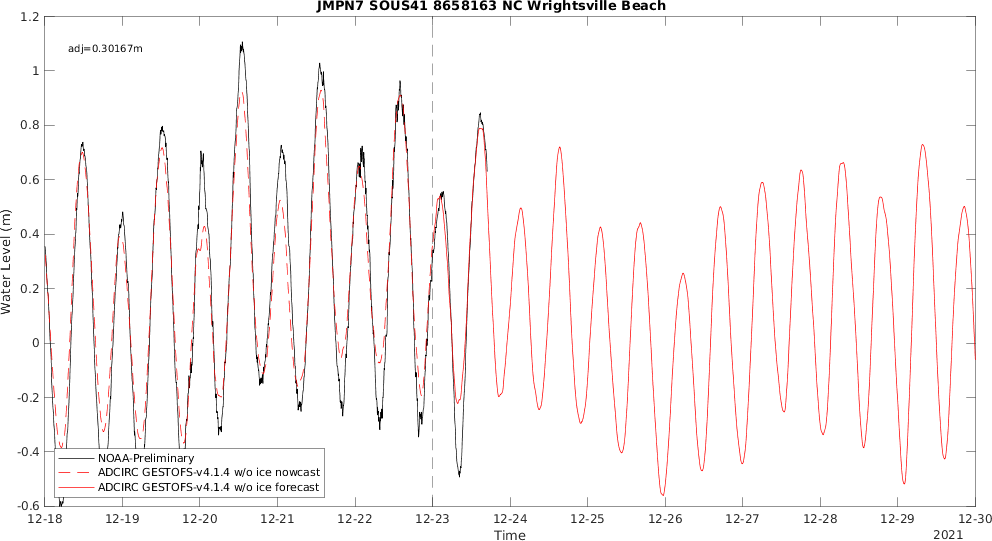 JMPN7 SOUS41 8658163 NC Wrightsville Beach
1.2
adj=0.30167m
1
0.8
0.6
0.4
0.2
0
-0.2
-0.4
-0.6
Water Level (m)
NOAA-Preliminary
ADCIRC GESTOFS-v4.1.4 w/o ice nowcast
ADCIRC GESTOFS-v4.1.4 w/o ice forecast
12-18 12-19 12-20 12-21 12-22 12-23 12-24 12-25 12-26 12-27 12-28 12-29 12-30
Time
2021